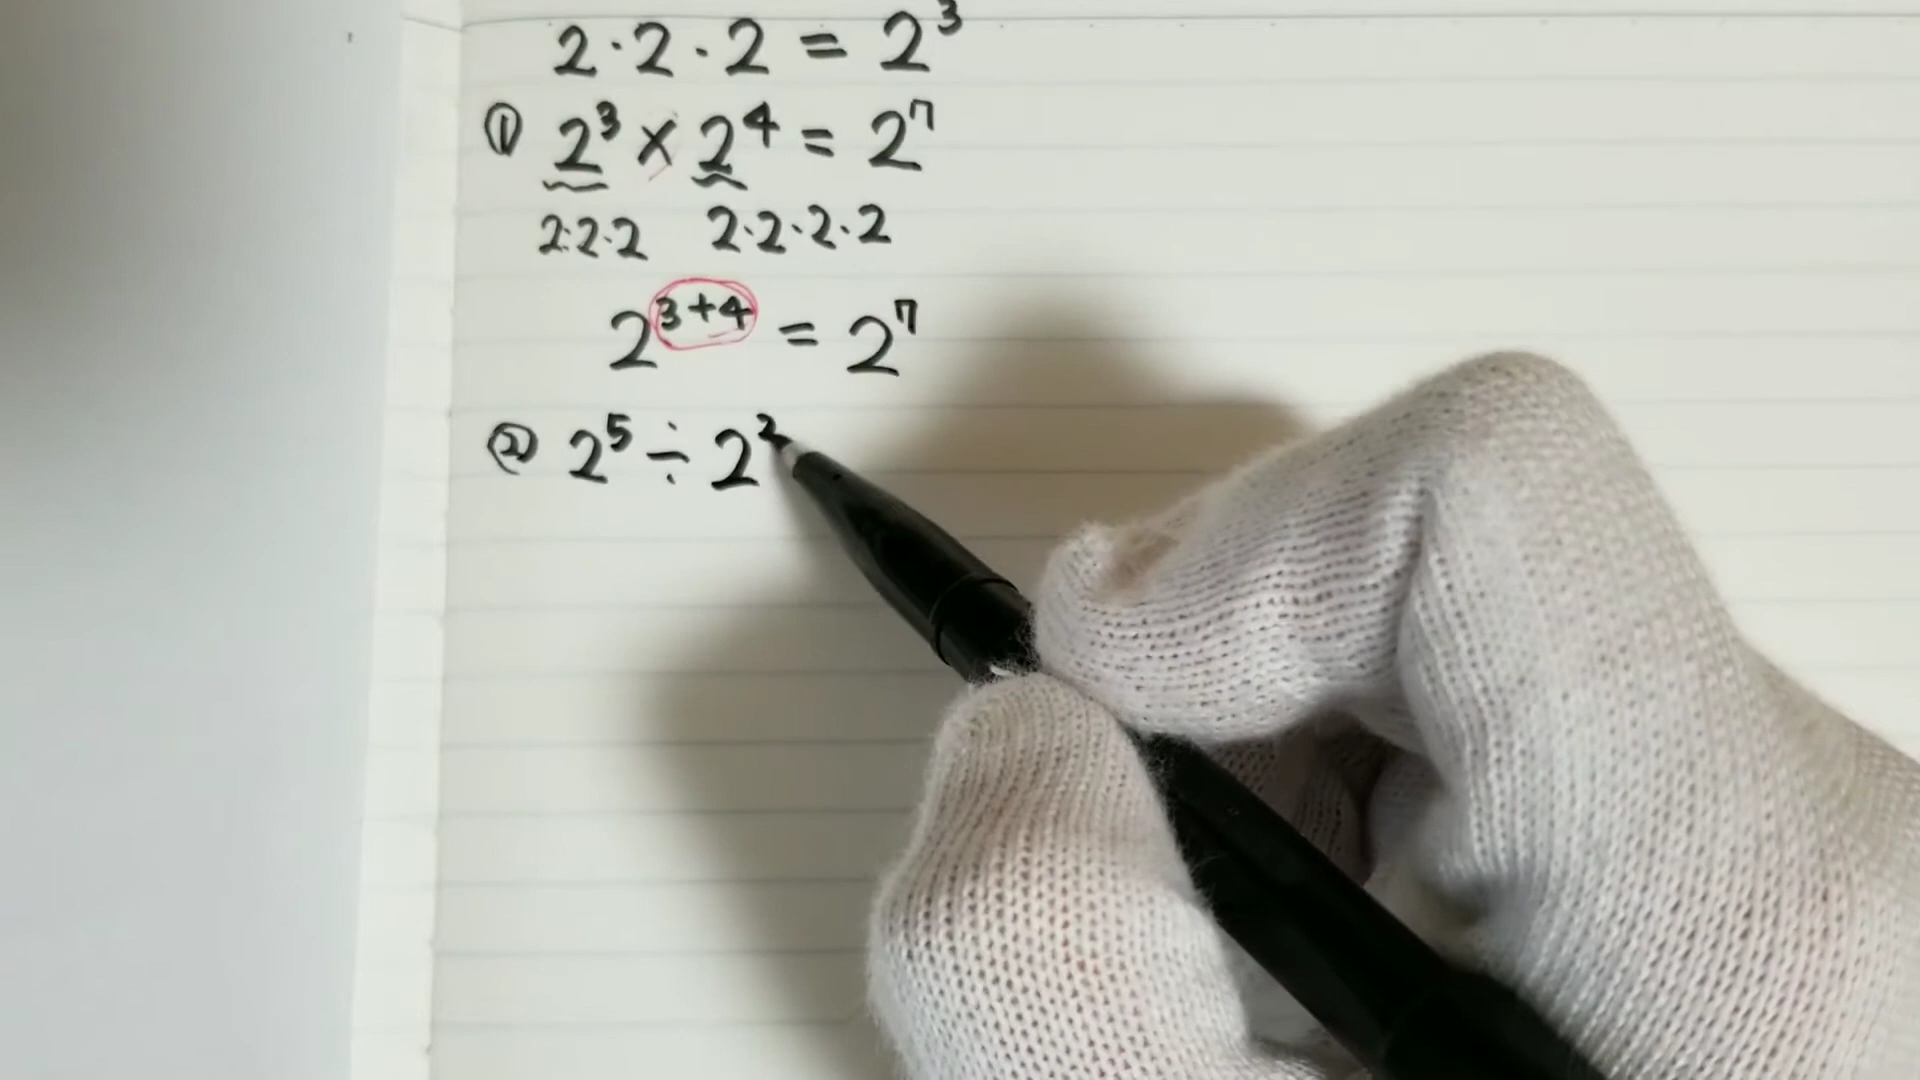 2·2·2 = 2³
① 2³ × 2⁴ = 2⁷
2·2·2 2·2·2·2
2³⁺⁴ = 2⁷
② 2⁵ ÷ 2²